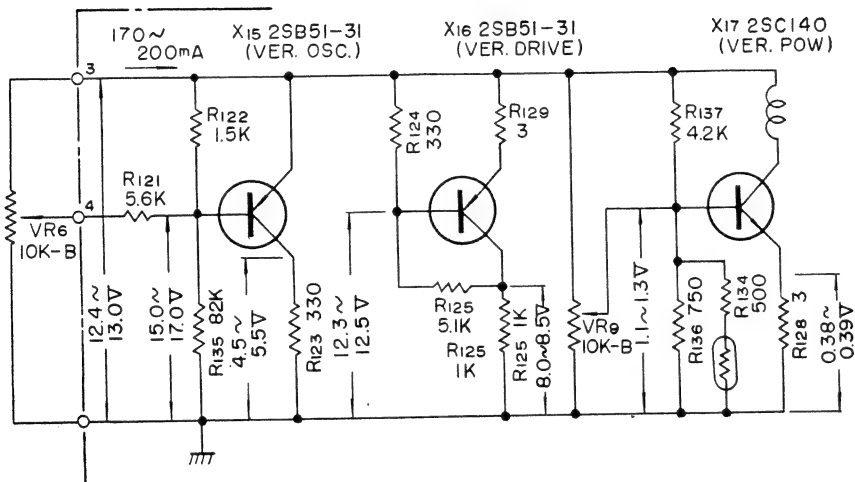 170~
200mA
X15 2SB51-31
(VER. OSC.)
X16 2SB51-31
(VER. DRIVE)
X17 2SC140
(VER. POW)
3
R122
1.5K
R124
330
R129
3
R137
4.2K
R121
5.6K
4
VR6
10K-B
12.4~
13.0V
15.0~
17.0V
R135 82K
4.5~
5.5V
R123 330
12.3~
12.5V
R125
5.1K
R125
1K
R125 1K
8.0~8.5V
VR9
10K-B
1.1~1.3V
R136 750
R134
500
R128 3
0.38~
0.39V